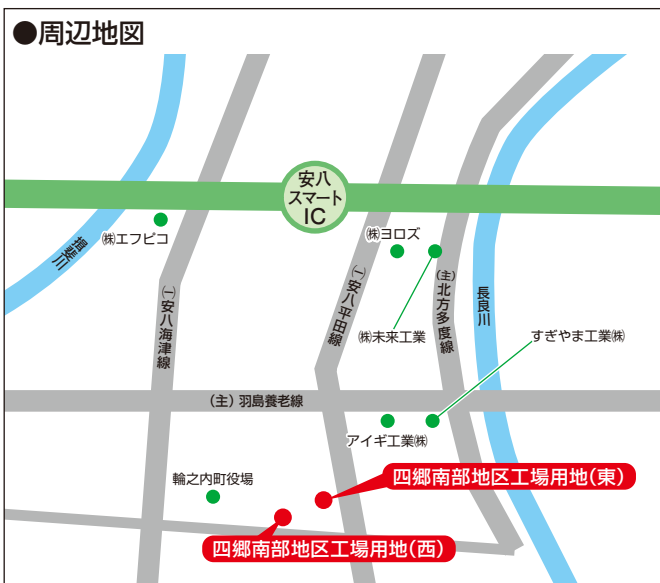 ●周辺地図
安八
スマート
IC
㈱エフピコ
揖斐川
㈱ヨロズ
㈱未来工業
(一)安八海津線
(一)安八平田線
(主)北方多度線
長良川
すぎやま工業㈱
(主)羽島養老線
アイギ工業㈱
輪之内町役場
四郷南部地区工場用地(東)
四郷南部地区工場用地(西)